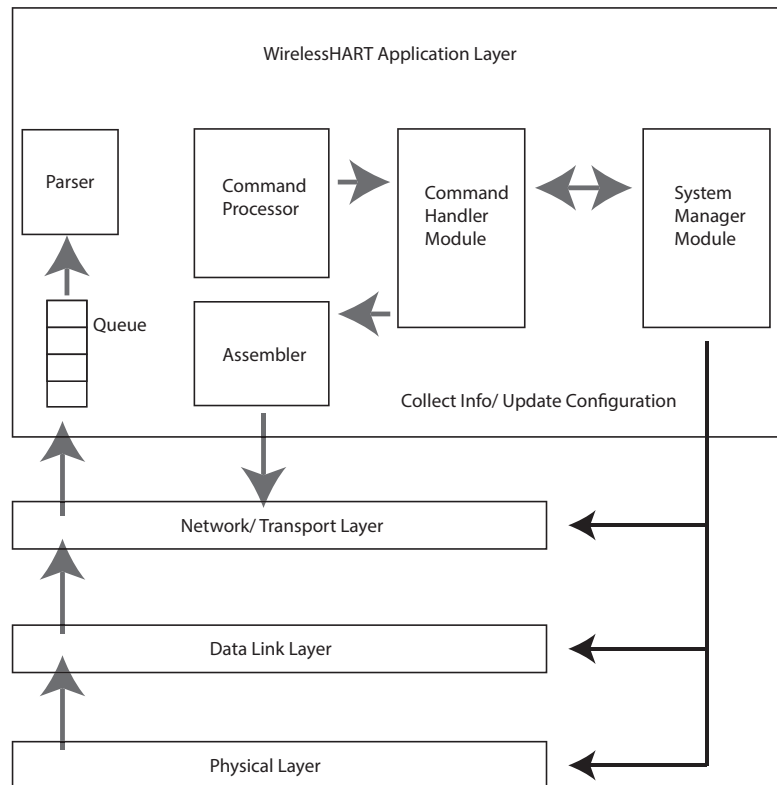 WirelessHART Application Layer
Parser
Command
Processor
Command
Handler
Module
System
Manager
Module
Queue
Assembler
Collect Info/ Update Configuration
Network/ Transport Layer
Data Link Layer
Physical Layer